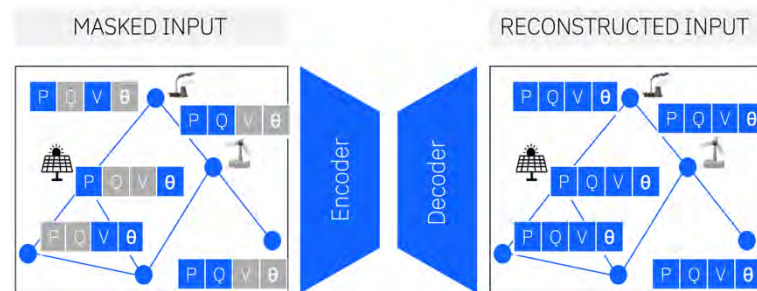 MASKED INPUT
RECONSTRUCTED INPUT
P Q V θ
P Q V θ
P Q V θ
P Q V θ
P Q V θ
Encoder
Decoder
P Q V θ
P Q V θ
P Q V θ
P Q V θ
P Q V θ